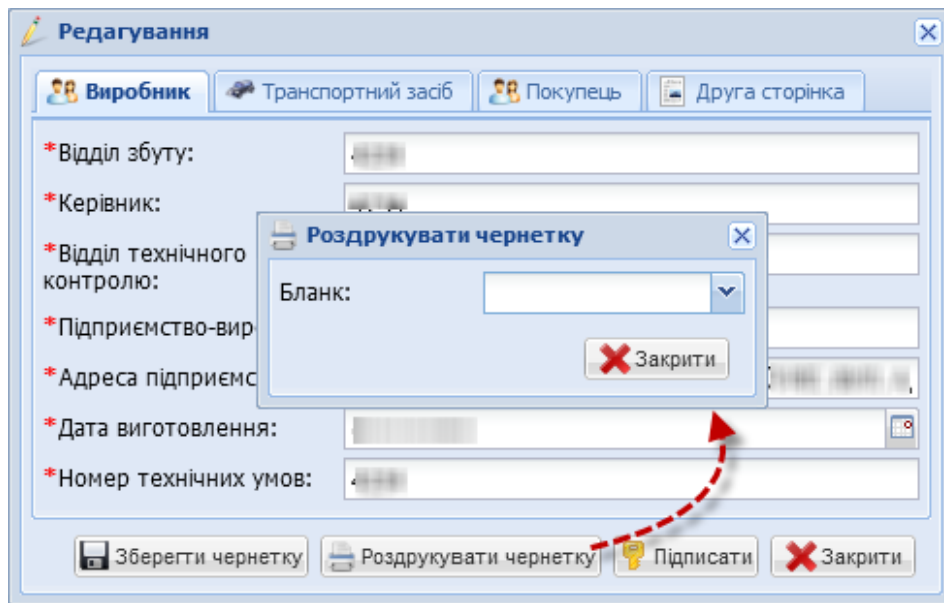 Редагування
Виробник Транспортний засіб Покупець Друга сторінка
*Відділ збуту:
*Керівник:
Роздрукувати чернетку
*Відділ технічного
контролю:
Бланк:
*Підприємство-вир
Закрити
*Адреса підприємс
*Дата виготовлення:
*Номер технічних умов:
Зберегти чернетку Роздрукувати чернетку Підписати Закрити